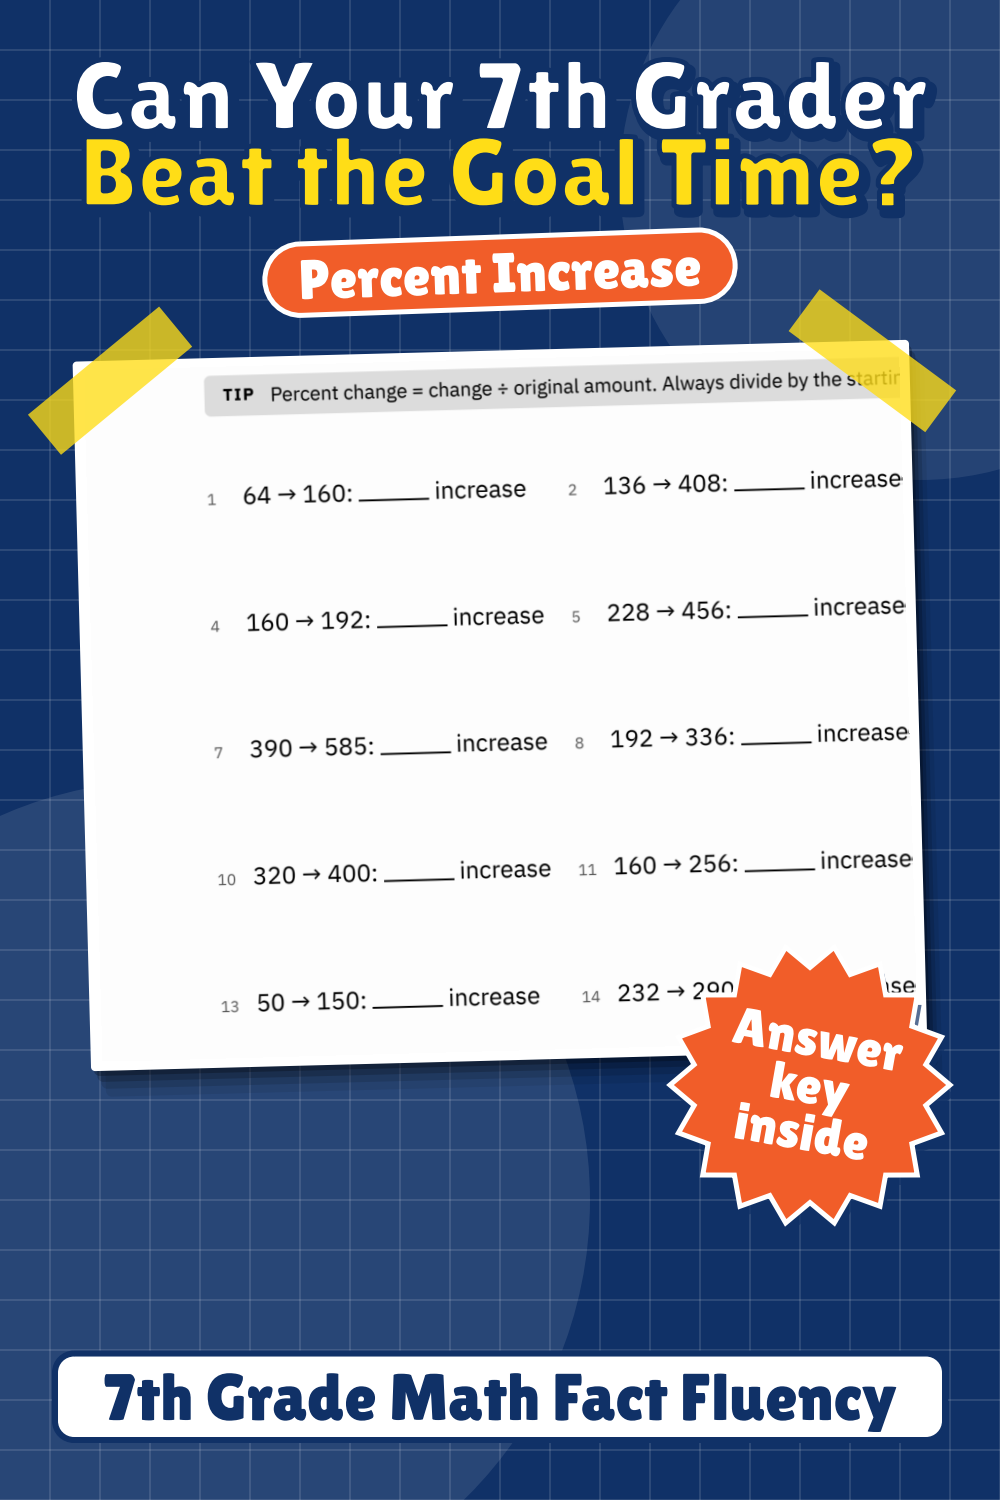 Can Your 7th Grader
Beat the Goal Time?
Percent Increase
TIP Percent change = change ÷ original amount. Always divide by the
1 64 → 160: ______ increase 2 136 → 408: ______ increase
4 160 → 192: ______ increase 5 228 → 456: ______ increase
7 390 → 585: ______ increase 8 192 → 336: ______ increase
10 320 → 400: ______ increase 11 160 → 256: ______ increase
13 50 → 150: ______ increase 14 232 → 290
Answer
key
inside
7th Grade Math Fact Fluency